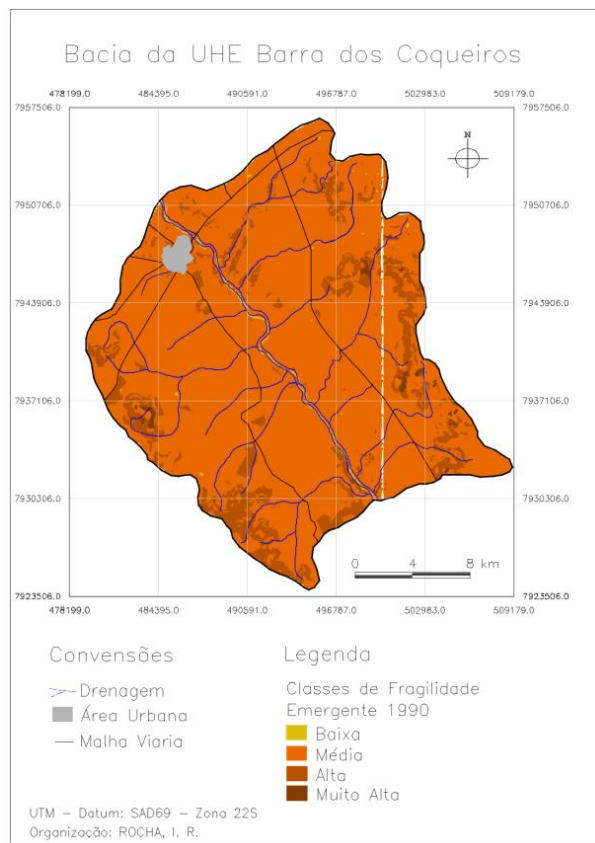 Bacia da UHE Barra dos Coqueiros
478199.0 484395.0 490591.0 496787.0 502983.0 509179.0
7957506.0 7957506.0
N
7950706.0 7950706.0
7943906.0 7943906.0
7937106.0 7937106.0
7930306.0 7930306.0
0 4 8 km
7923506.0 7923506.0
478199.0 484395.0 490591.0 496787.0 502983.0 509179.0
Convensões
Drenagem
Área Urbana
Malha Viaria
Legenda
Classes de Fragilidade
Emergente 1990
Baixa
Média
Alta
Muito Alta
UTM - Datum: SAD69 - Zona 22S
Organização: ROCHA, I. R.